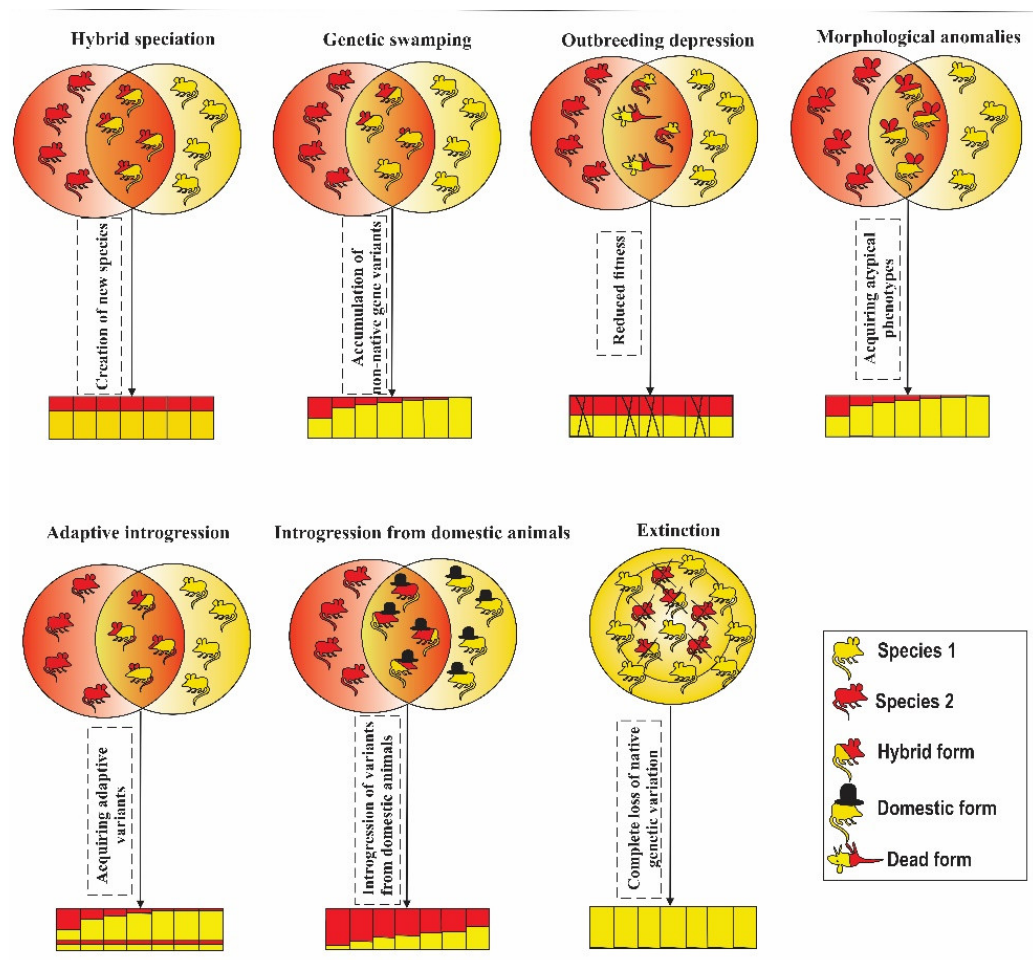 Hybrid speciation
Genetic swamping
Outbreeding depression
Morphological anomalies
Creation of new species
Accumulation of
non-native gene variants
Reduced fitness
Acquiring atypical
phenotypes
Adaptive introgression
Introgression from domestic animals
Extinction
Acquiring adaptive
variants
Introgression of variants
from domestic animals
Complete loss of native
genetic variation
Species 1
Species 2
Hybrid form
Domestic form
Dead form